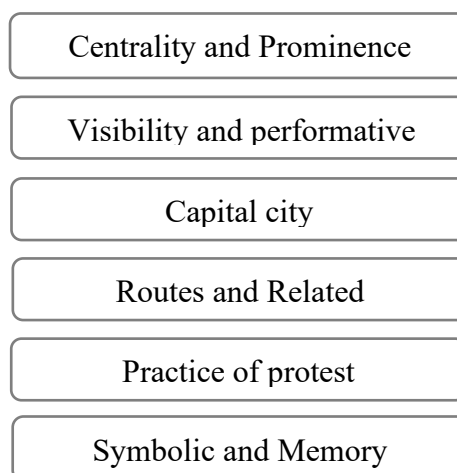 Centrality and Prominence
Visibility and performative
Capital city
Routes and Related
Practice of protest
Symbolic and Memory